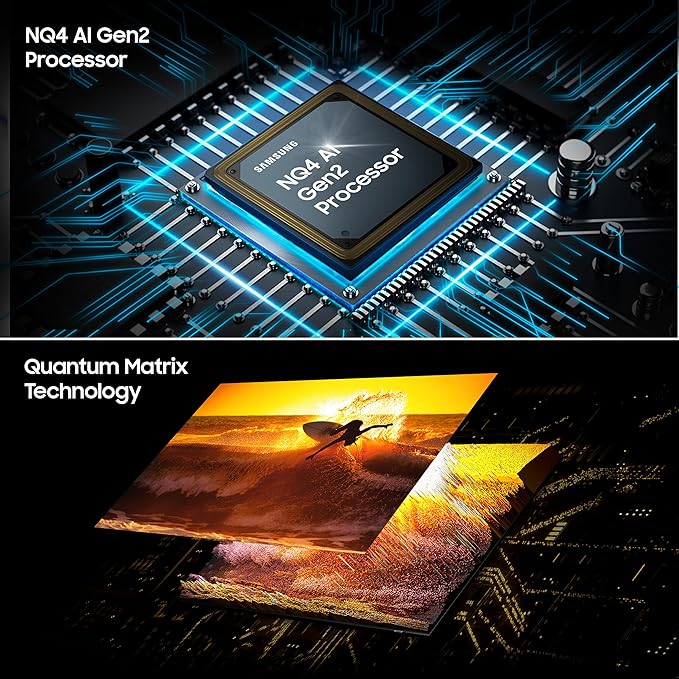 NQ4 AI Gen2
Processor
SAMSUNG
NQ4 AI
Gen2
Processor
Quantum Matrix
Technology